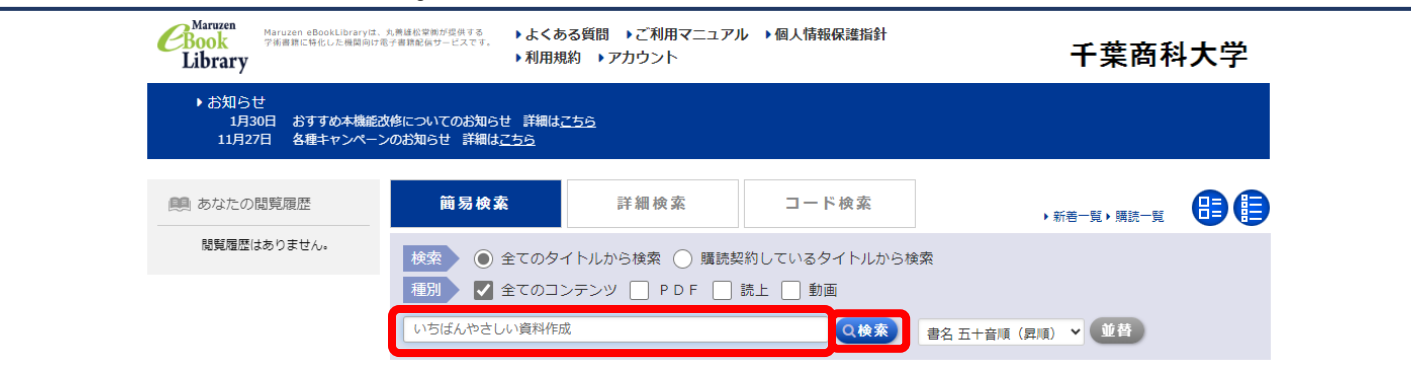 Maruzen
eBook
Library
Maruzen eBookLibraryは、丸善雄松堂㈱が提供する
学術書籍に特化した機関向け電子書籍配信サービスです。
よくある質問 ご利用マニュアル 個人情報保護指針
利用規約 アカウント
千葉商科大学
お知らせ
1月30日 おすすめ本機能改修についてのお知らせ 詳細はこちら
11月27日 各種キャンペーンのお知らせ 詳細はこちら
あなたの閲覧履歴
閲覧履歴はありません。
簡易検索 詳細検索 コード検索
新着一覧 購読一覧
検索 全てのタイトルから検索 購読契約しているタイトルから検索
種別 全てのコンテンツ ＰＤＦ 読上 動画
いちばんやさしい資料作成 検索 書名 五十音順（昇順） 並替